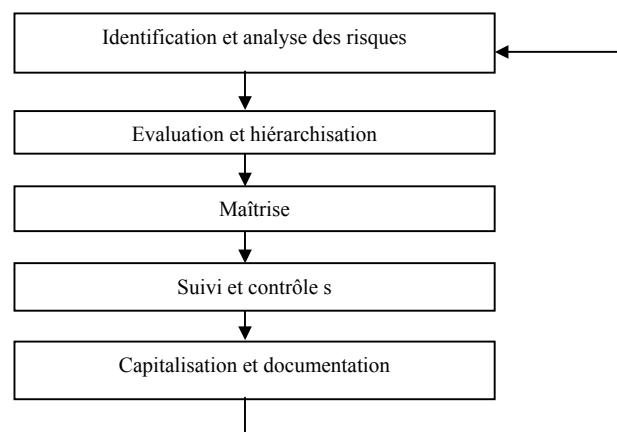 Identification et analyse des risques
Evaluation et hiérarchisation
Maîtrise
Suivi et contrôle s
Capitalisation et documentation